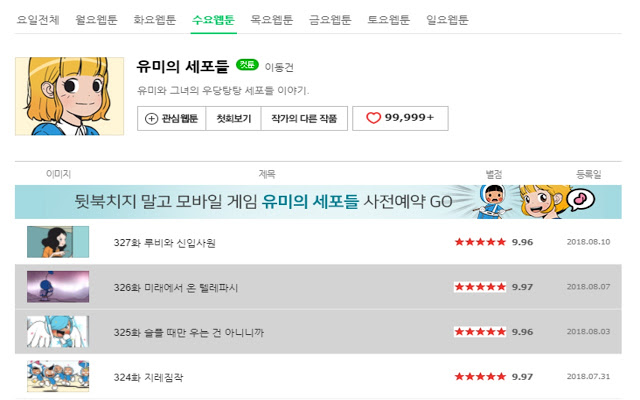 요일전체 월요웹툰 화요웹툰 수요웹툰 목요웹툰 금요웹툰 토요웹툰 일요웹툰
유미의 세포들 컷툰 이동건
유미와 그녀의 우당탕탕 세포들 이야기.
관심웹툰 첫회보기 작가의 다른 작품 99,999+
이미지 제목 별점 등록일
뒷북치지 말고 모바일 게임 유미의 세포들 사전예약 GO
327화 루비와 신입사원 9.96 2018.08.10
326화 미래에서 온 텔레파시 9.97 2018.08.07
325화 슬플 때만 우는 건 아니니까 9.96 2018.08.03
324화 지레짐작 9.97 2018.07.31